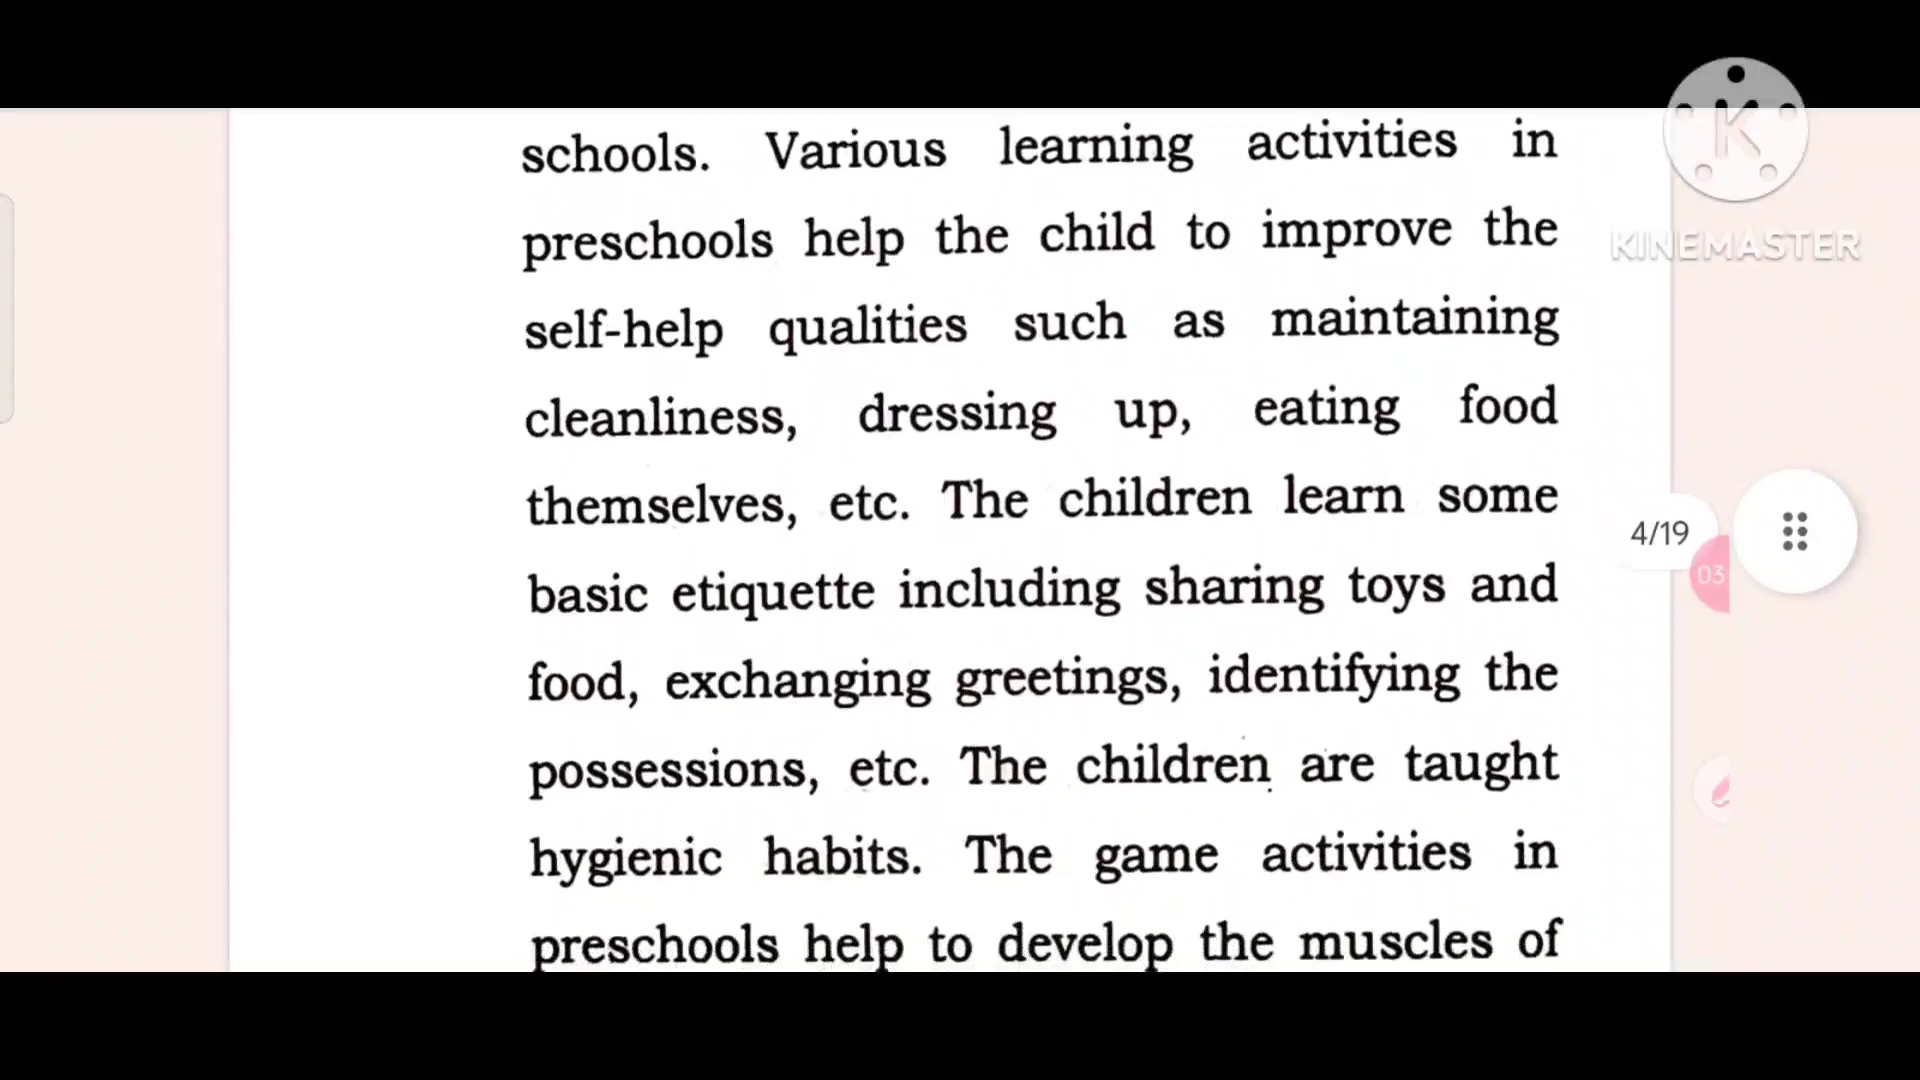 schools. Various learning activities in
preschools help the child to improve the
self-help qualities such as maintaining
cleanliness, dressing up, eating food
themselves, etc. The children learn some
basic etiquette including sharing toys and
food, exchanging greetings, identifying the
possessions, etc. The children are taught
hygienic habits. The game activities in
preschools help to develop the muscles of
K
KINEMASTER
4/19
03